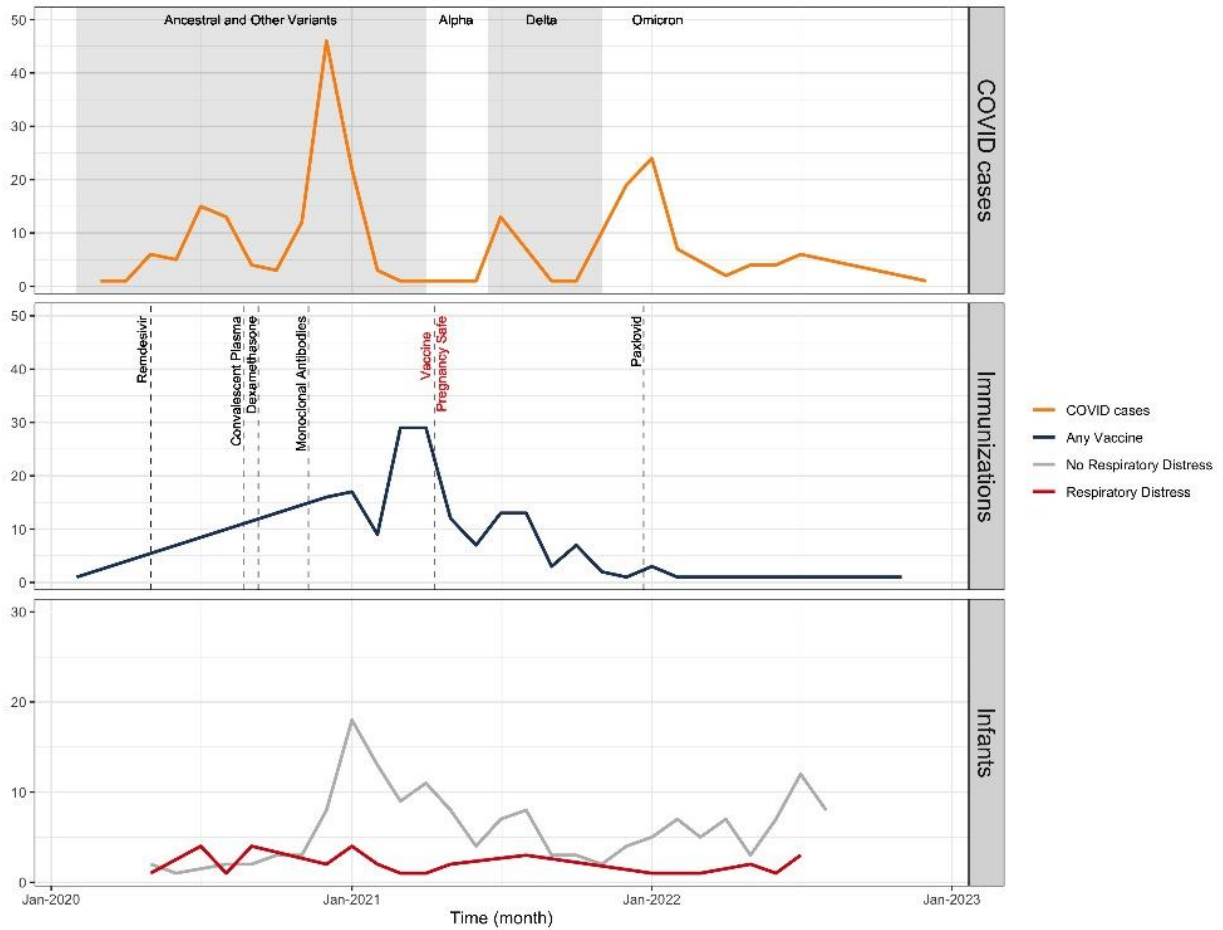 Ancestral and Other Variants
Alpha
Delta
Omicron
50
40
30
20
10
0
COVID cases
50
40
30
20
10
0
Remdesivir
Convalescent Plasma
Dexamethasone
Monoclonal Antibodies
Vaccine
Pregnancy Safe
Paxlovid
Immunizations
30
20
10
0
Infants
Jan-2020
Jan-2021
Jan-2022
Jan-2023
Time (month)
COVID cases
Any Vaccine
No Respiratory Distress
Respiratory Distress